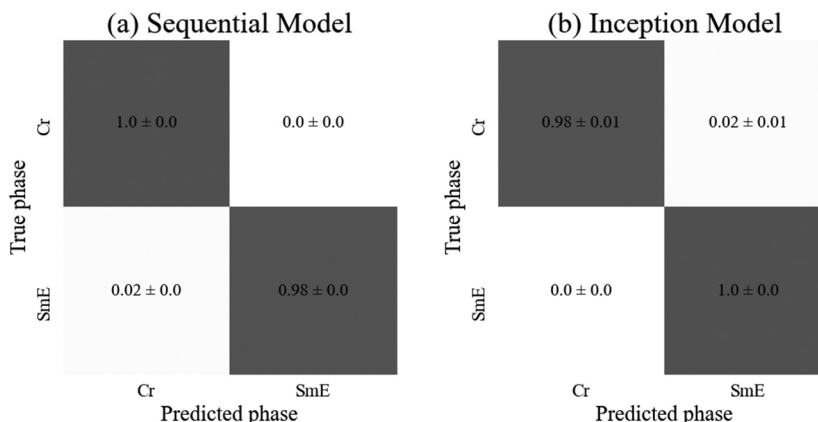 (a) Sequential Model
Cr
1.0 ± 0.0
0.0 ± 0.0
True phase
SmE
0.02 ± 0.0
0.98 ± 0.0
Cr
SmE
Predicted phase
(b) Inception Model
Cr
0.98 ± 0.01
0.02 ± 0.01
True phase
SmE
0.0 ± 0.0
1.0 ± 0.0
Cr
SmE
Predicted phase